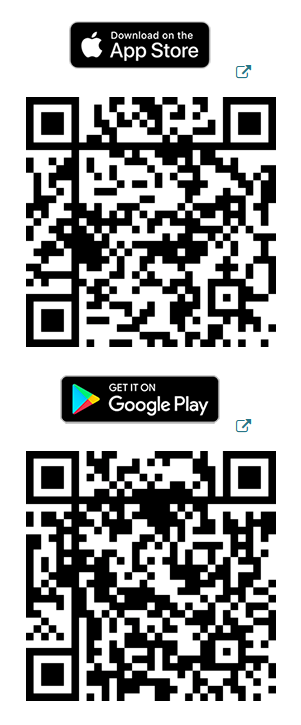 Download on the
App Store
GET IT ON
Google Play